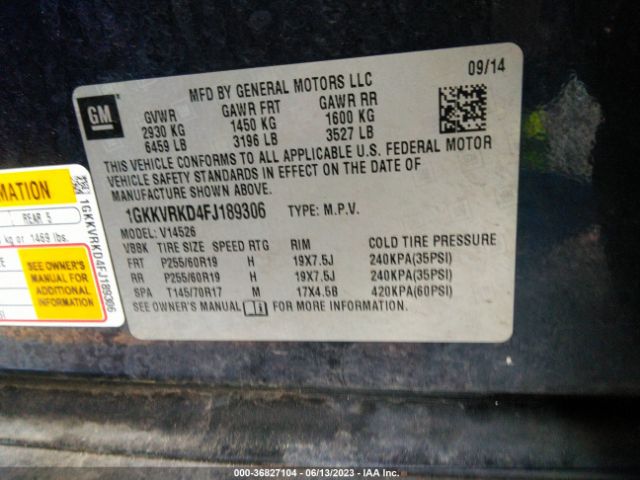 GM
MFD BY GENERAL MOTORS LLC
09/14
GVWR GAWR FRT GAWR RR
2930 KG 1450 KG 1600 KG
6459 LB 3196 LB 3527 LB
THIS VEHICLE CONFORMS TO ALL APPLICABLE U.S. FEDERAL MOTOR
VEHICLE SAFETY STANDARDS IN EFFECT ON THE DATE OF
MANUFACTURE SHOWN ABOVE.
1GKKVRKD4FJ189306 TYPE: M.P.V.
MODEL: V14526
VBSK TIRE SIZE SPEED RTG RIM COLD TIRE PRESSURE
FRT P255/60R19 H 19X7.5J 240KPA(35PSI)
RR P255/60R19 H 19X7.5J 240KPA(35PSI)
SPA T145/70R17 M 17X4.5B 420KPA(60PSI)
SEE OWNER'S MANUAL FOR MORE INFORMATION.
RMATION
REAR 5
kg or 1469 lbs.
SEE OWNER'S
MANUAL FOR
ADDITIONAL
INFORMATION
1GKKVRKD4FJ189306
000-36827104 - 06/13/2023 - IAA Inc.